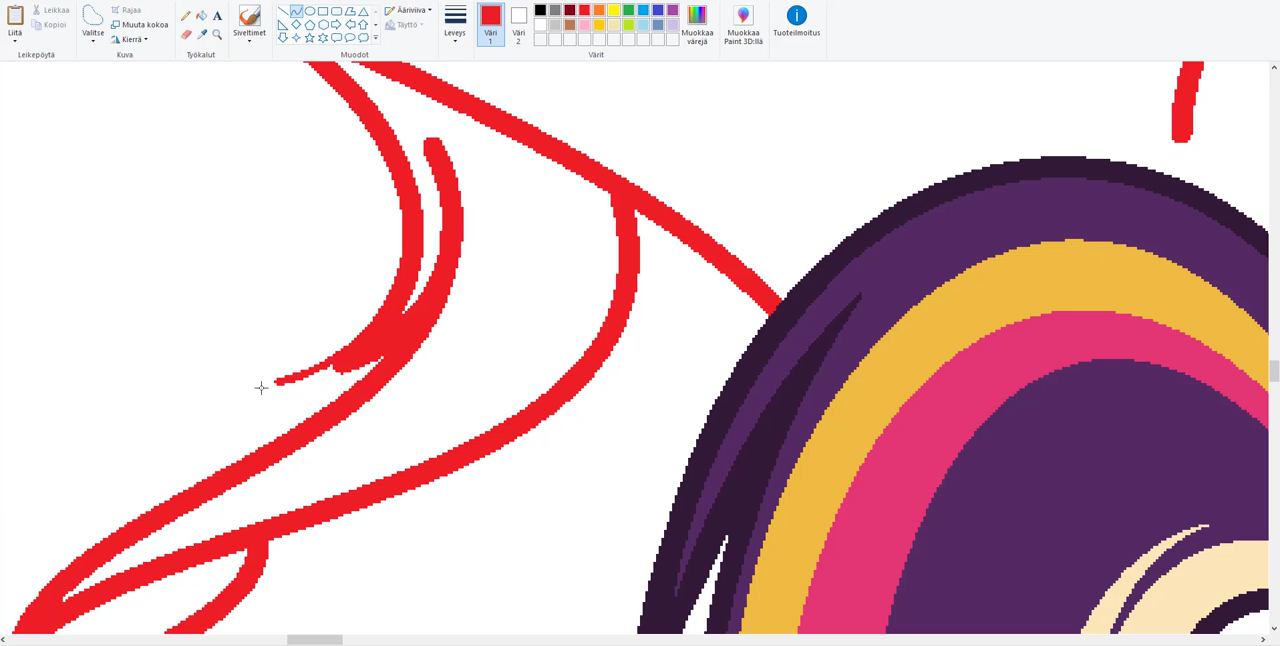 Liitä
Leikkaa
Kopioi
Leikepöytä
Valitse
Rajaa
Muuta kokoa
Kierrä
Kuva
A
Työkalut
Siveltimet
Ääriviiva
Täyttö
Muodot
Leveys
Väri
1
Väri
2
Muokkaa
värejä
Värit
Muokkaa
Paint 3D:llä
Tuoteilmoitus